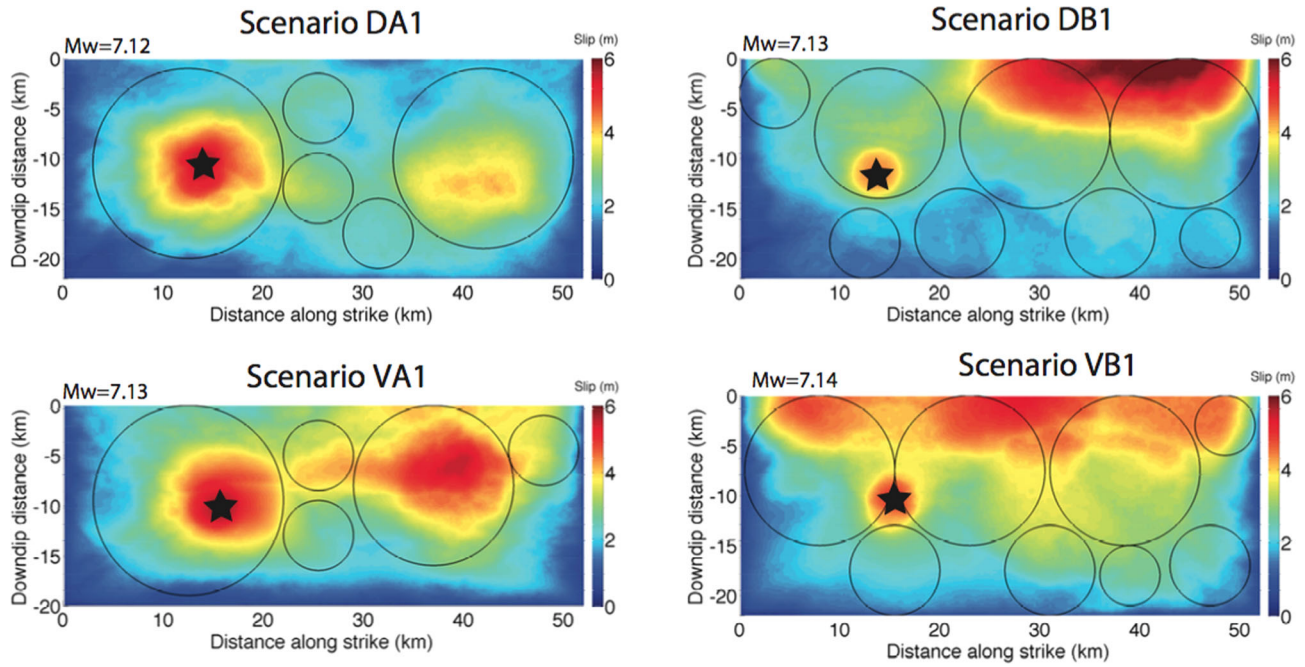 Scenario DA1
Mw=7.12
Slip (m)
0
-5
-10
-15
-20
Downdip distance (km)
0 10 20 30 40 50
Distance along strike (km)
6
4
2
0
Scenario DB1
Mw=7.13
Slip (m)
0
-5
-10
-15
-20
Downdip distance (km)
0 10 20 30 40 50
Distance along strike (km)
6
4
2
0
Scenario VA1
Mw=7.13
Slip (m)
0
-5
-10
-15
-20
Downdip distance (km)
0 10 20 30 40 50
Distance along strike (km)
6
4
2
0
Scenario VB1
Mw=7.14
Slip (m)
0
-5
-10
-15
-20
Downdip distance (km)
0 10 20 30 40 50
Distance along strike (km)
6
4
2
0